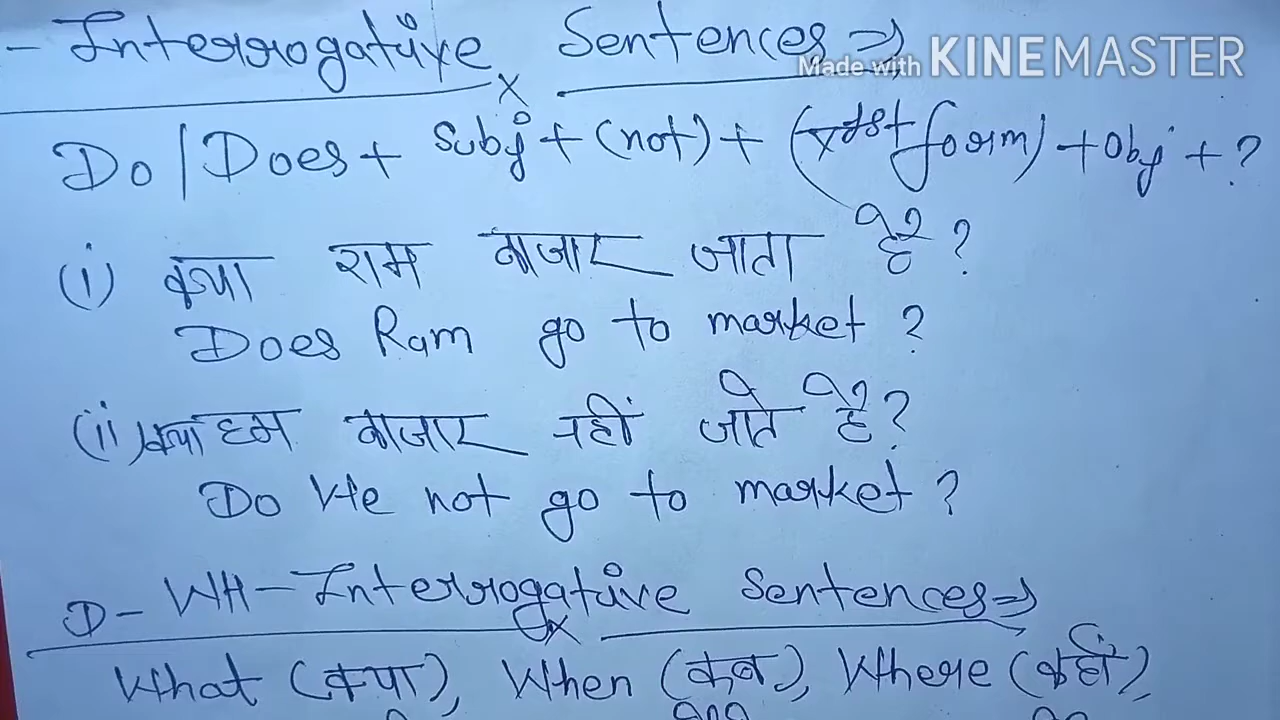 - Interrogative Sentences ⇒
Made with KINEMASTER
Do / Does + Subj + (not) + (V Ist form) + Obj + ?
(i) क्या राम बाजार जाता है ?
Does Ram go to market ?
(ii) क्या हम बाजार नहीं जाते है ?
Do We not go to market ?
D - WH - Interrogative Sentences ⇒
What (क्या), When (कब), Where (कहाँ),